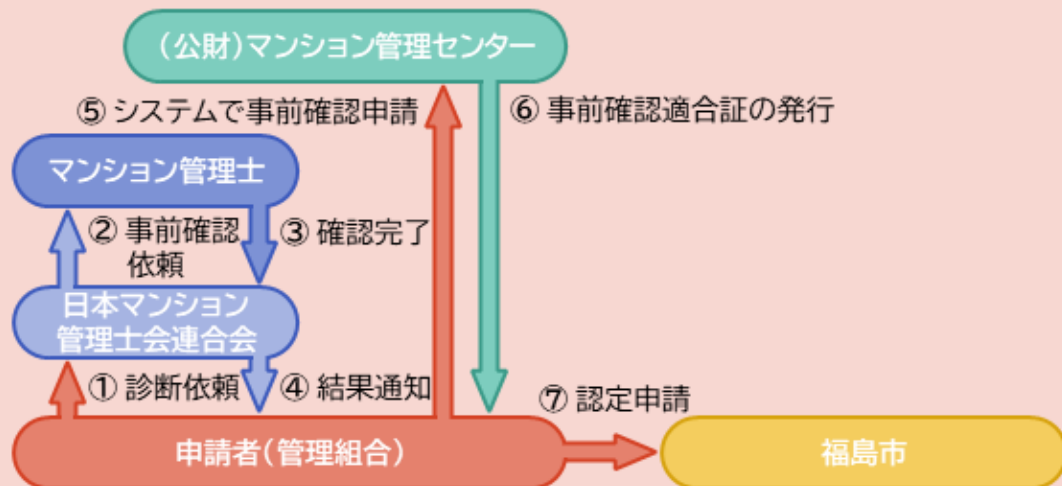 （公財）マンション管理センター
⑤ システムで事前確認申請
⑥ 事前確認適合証の発行
マンション管理士
② 事前確認
依頼
③ 確認完了
日本マンション
管理士会連合会
① 診断依頼
④ 結果通知
⑦ 認定申請
申請者（管理組合）
福島市